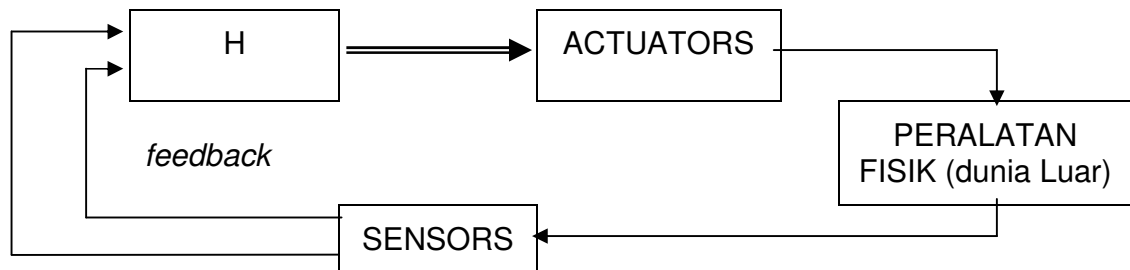 H
ACTUATORS
PERALATAN
FISIK (dunia Luar)
feedback
SENSORS